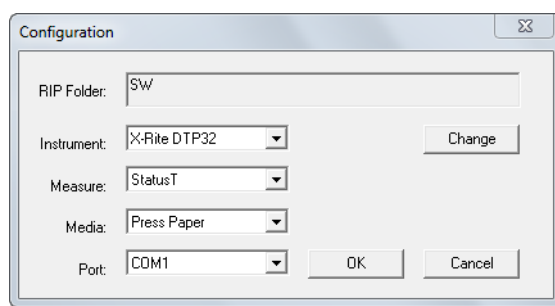 Configuration
RIP Folder: SW
Instrument: X-Rite DTP32 Change
Measure: StatusT
Media: Press Paper
Port: COM1 OK Cancel